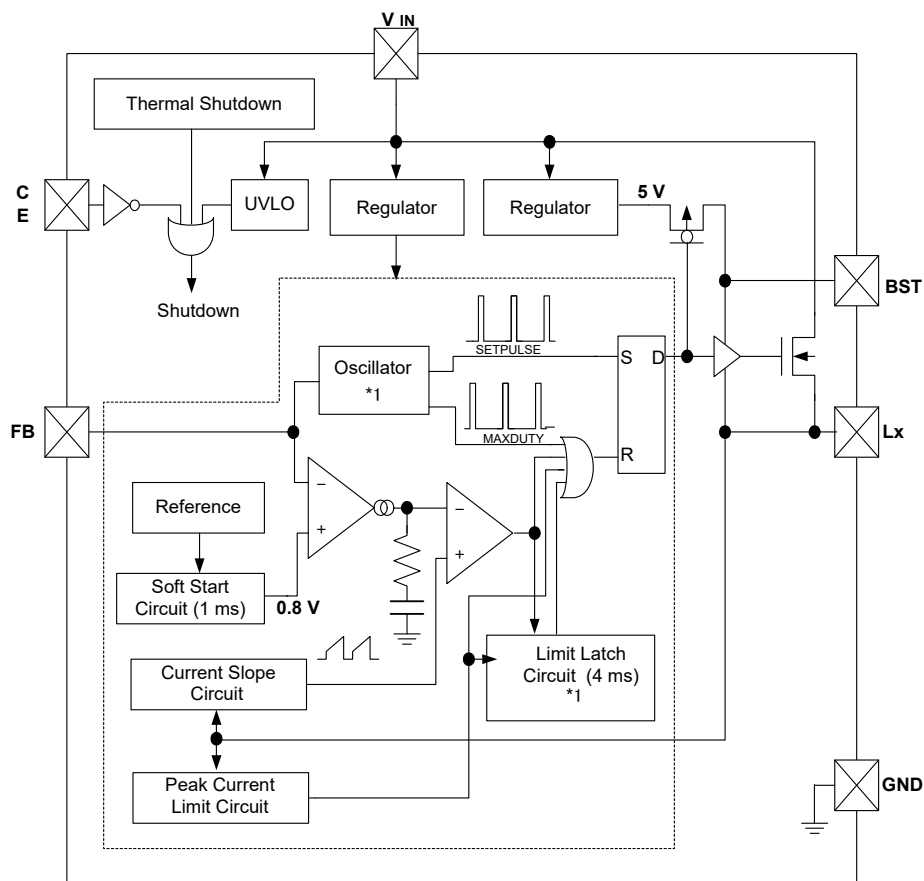 V IN
Thermal Shutdown
C
E
UVLO
Regulator
Regulator
5 V
Shutdown
BST
SETPULSE
Oscillator
*1
S
D
MAXDUTY
R
FB
Lx
−
+
−
+
Reference
Soft Start
Circuit (1 ms)
0.8 V
Limit Latch
Circuit (4 ms)
*1
Current Slope
Circuit
Peak Current
Limit Circuit
GND